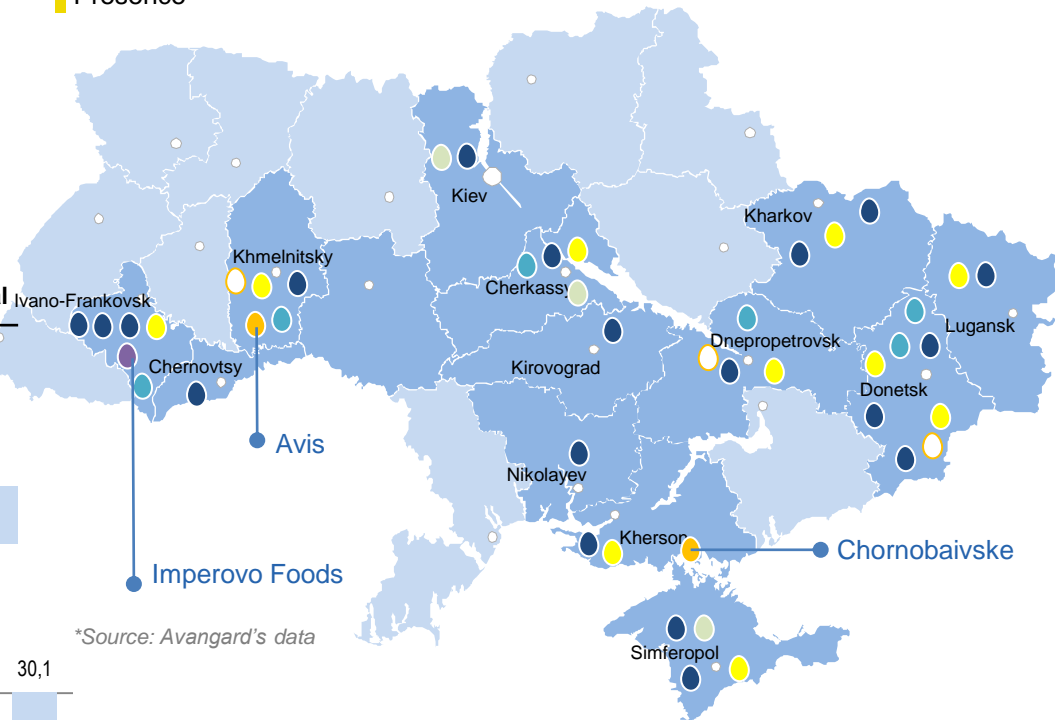 Presence
Kiev
Kharkov
Khmelnitsky
Cherkassy
Ivano-Frankovsk
Lugansk
Dnepropetrovsk
Kirovograd
Chernovtsy
Donetsk
Avis
Nikolayev
Kherson
Chornobaivske
Imperovo Foods
*Source: Avangard's data
Simferopol
30,1